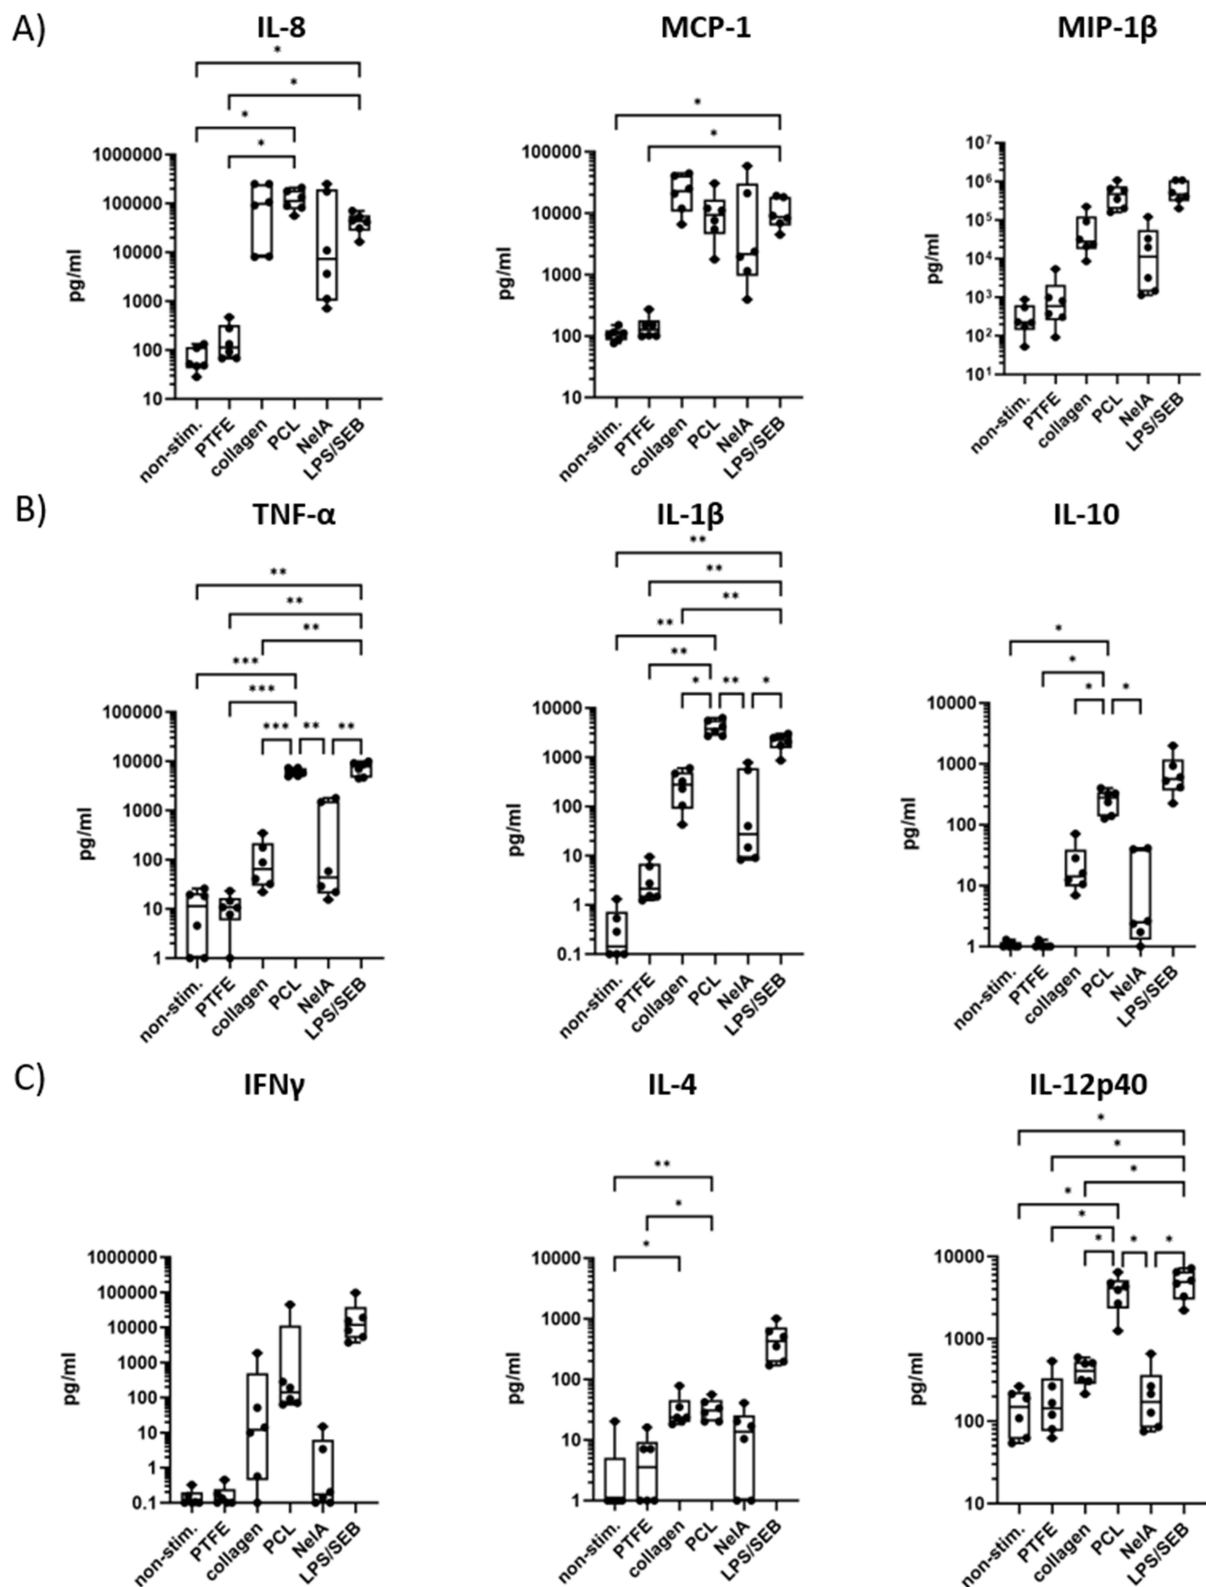 A)
IL-8
MCP-1
MIP-1β
*
*
*
*
1000000
100000
10000
1000
100
10
pg/ml
non-stim.
PTFE
collagen
PCL
NelA
LPS/SEB
*
*
100000
10000
1000
100
10
pg/ml
non-stim.
PTFE
collagen
PCL
NelA
LPS/SEB
10⁷
10⁶
10⁵
10⁴
10³
10²
10¹
pg/ml
non-stim.
PTFE
collagen
PCL
NelA
LPS/SEB
B)
TNF-α
IL-1β
IL-10
**
**
**
***
***
*** ** **
100000
10000
1000
100
10
1
pg/ml
non-stim.
PTFE
collagen
PCL
NelA
LPS/SEB
**
**
**
**
**
* ** *
10000
1000
100
10
1
0.1
pg/ml
non-stim.
PTFE
collagen
PCL
NelA
LPS/SEB
*
*
* *
10000
1000
100
10
1
pg/ml
non-stim.
PTFE
collagen
PCL
NelA
LPS/SEB
C)
IFNγ
IL-4
IL-12p40
1000000
100000
10000
1000
100
10
1
0.1
pg/ml
non-stim.
PTFE
collagen
PCL
NelA
LPS/SEB
**
*
*
10000
1000
100
10
1
pg/ml
non-stim.
PTFE
collagen
PCL
NelA
LPS/SEB
*
*
*
*
*
* * *
10000
1000
100
10
pg/ml
non-stim.
PTFE
collagen
PCL
NelA
LPS/SEB